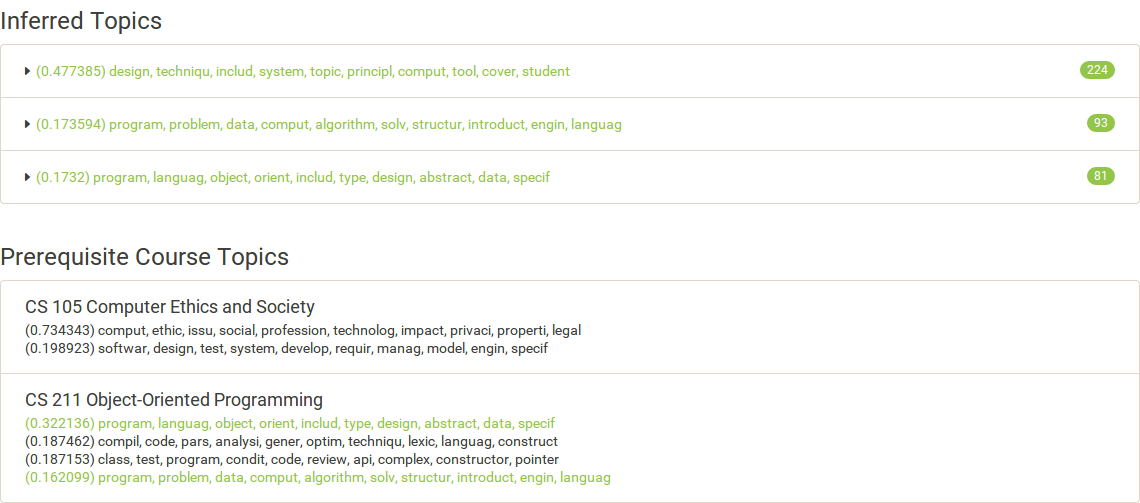 Inferred Topics
(0.477385) design, techniqu, includ, system, topic, principl, comput, tool, cover, student 224
(0.173594) program, problem, data, comput, algorithm, solv, structur, introduct, engin, languag 93
(0.1732) program, languag, object, orient, includ, type, design, abstract, data, specif 81
Prerequisite Course Topics
CS 105 Computer Ethics and Society
(0.734343) comput, ethic, issu, social, profession, technolog, impact, privaci, properti, legal
(0.198923) softwar, design, test, system, develop, requir, manag, model, engin, specif
CS 211 Object-Oriented Programming
(0.322136) program, languag, object, orient, includ, type, design, abstract, data, specif
(0.187462) compil, code, pars, analysi, gener, optim, techniqu, lexic, languag, construct
(0.187153) class, test, program, condit, code, review, api, complex, constructor, pointer
(0.162099) program, problem, data, comput, algorithm, solv, structur, introduct, engin, languag